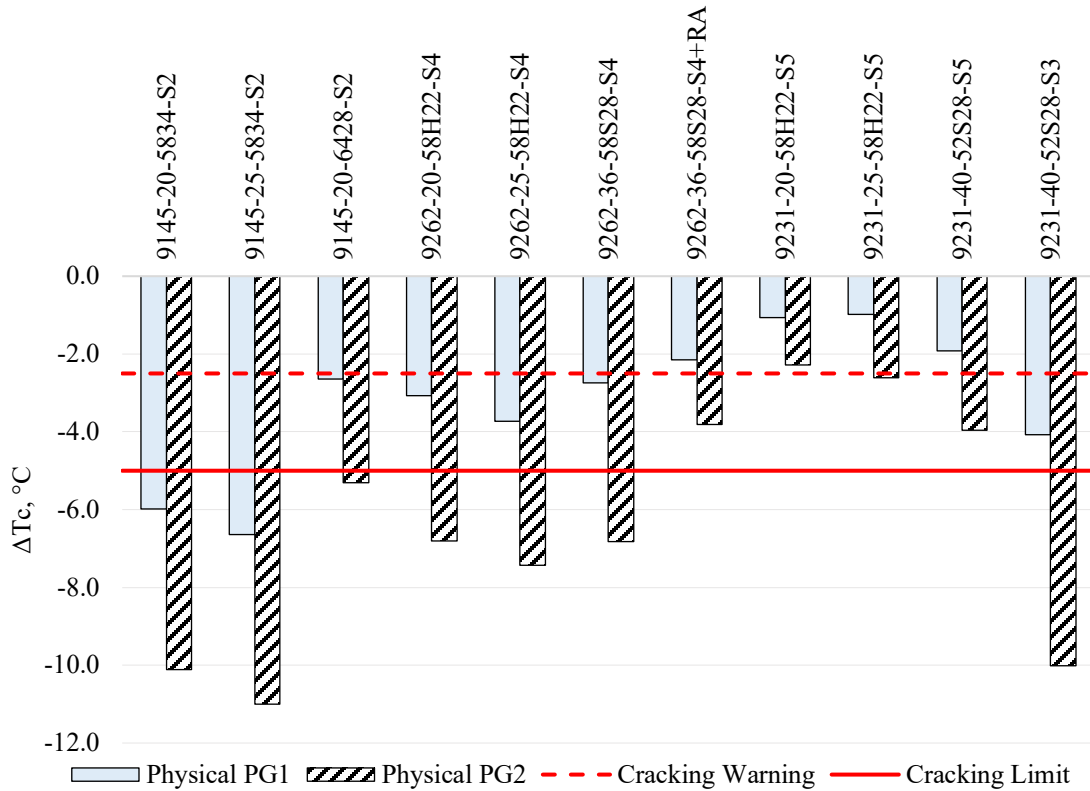 9145-20-5834-S2
9145-25-5834-S2
9145-20-6428-S2
9262-20-58H22-S4
9262-25-58H22-S4
9262-36-58S28-S4
9262-36-58S28-S4+RA
9231-20-58H22-S5
9231-25-58H22-S5
9231-40-52S28-S5
9231-40-52S28-S3
0.0
-2.0
-4.0
-6.0
-8.0
-10.0
-12.0
ΔTc, °C
Physical PG1 Physical PG2 Cracking Warning Cracking Limit